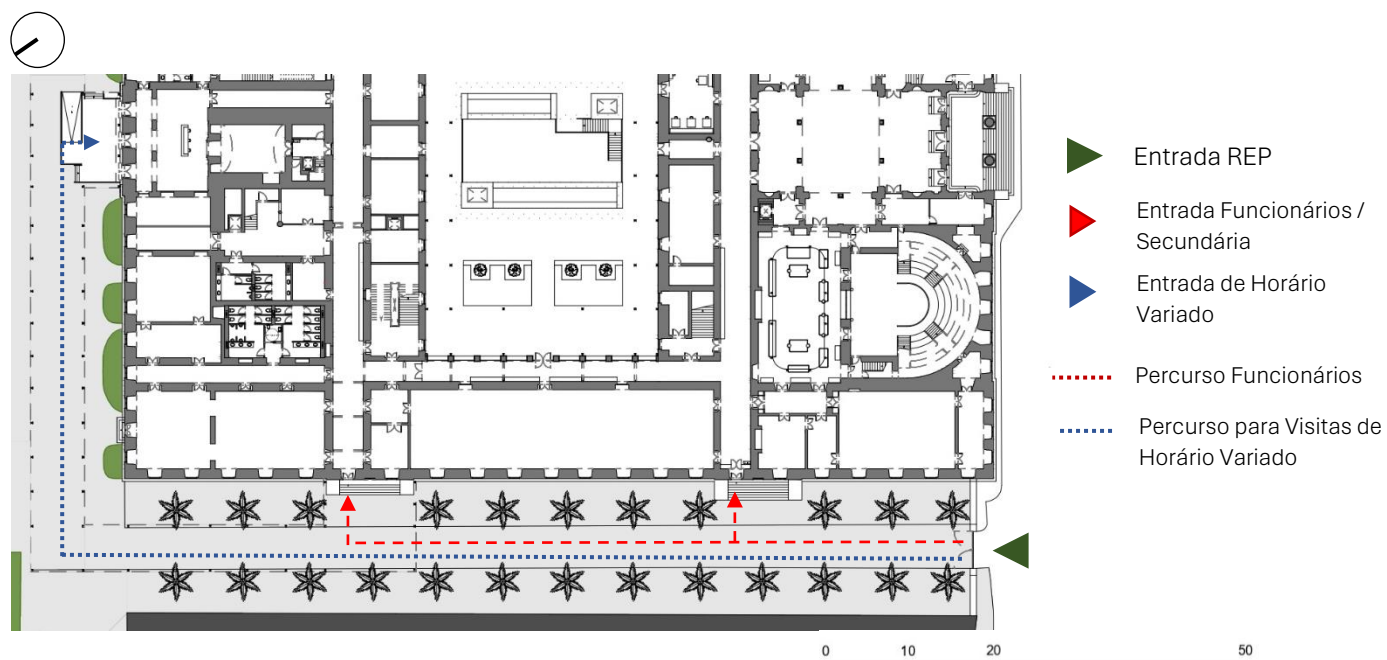 Entrada REP
Entrada Funcionários /
Secundária
Entrada de Horário
Variado
Percurso Funcionários
Percurso para Visitas de
Horário Variado
0 10 20 50